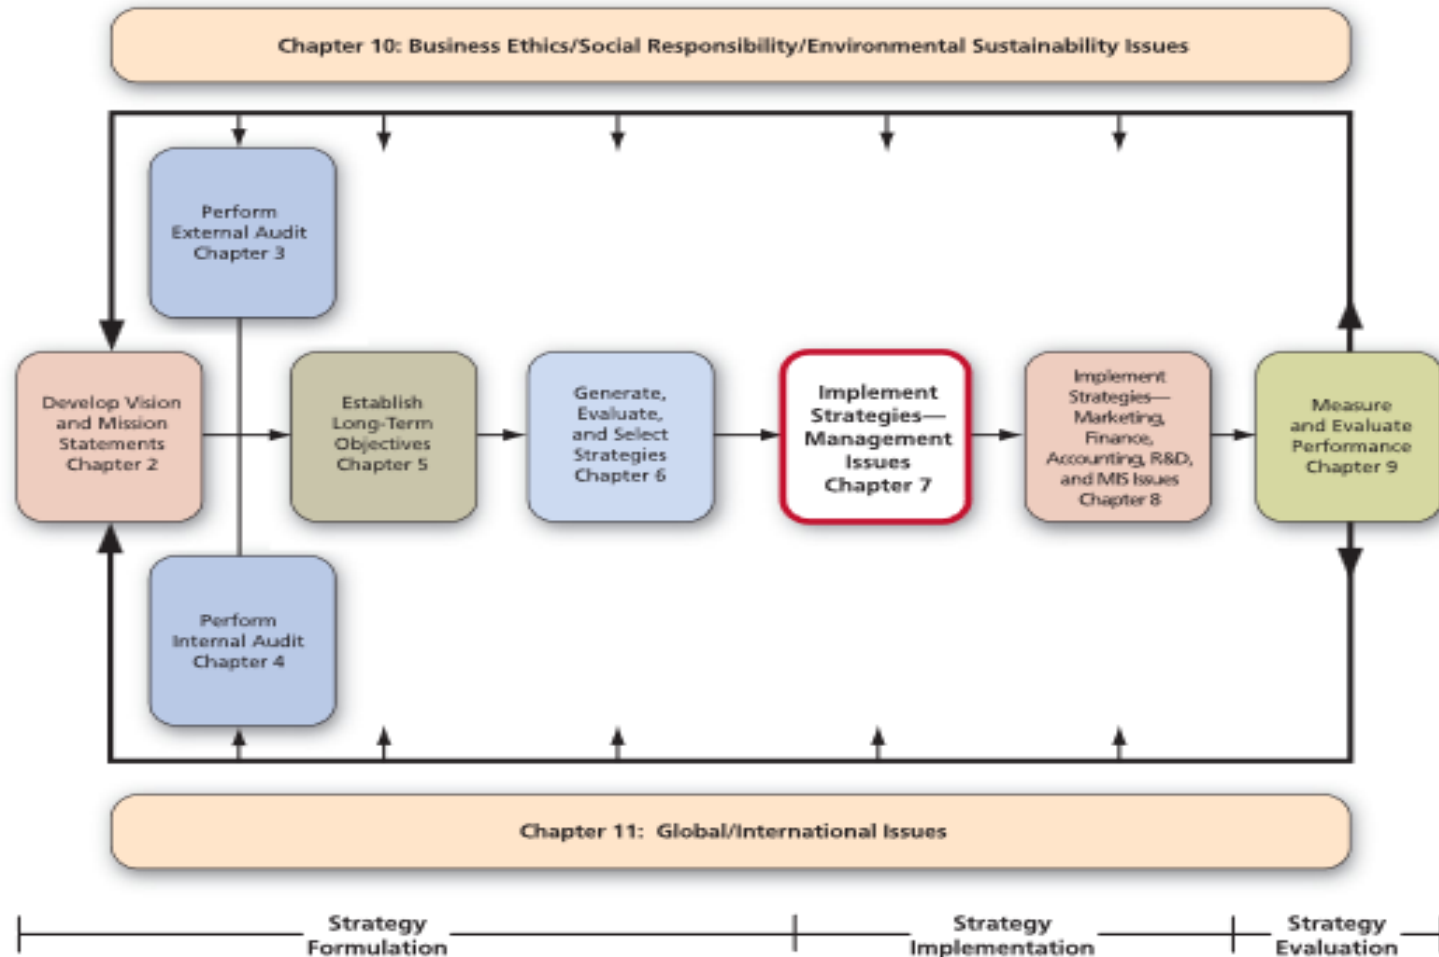 Chapter 10: Business Ethics/Social Responsibility/Environmental Sustainability Issues
Perform
External Audit
Chapter 3
Develop Vision
and Mission
Statements
Chapter 2
Establish
Long-Term
Objectives
Chapter 5
Generate,
Evaluate,
and Select
Strategies
Chapter 6
Implement
Strategies—
Management
Issues
Chapter 7
Implement
Strategies—
Marketing,
Finance,
Accounting, R&D,
and MIS Issues
Chapter 8
Measure
and Evaluate
Performance
Chapter 9
Perform
Internal Audit
Chapter 4
Chapter 11: Global/International Issues
Strategy
Formulation
Strategy
Implementation
Strategy
Evaluation